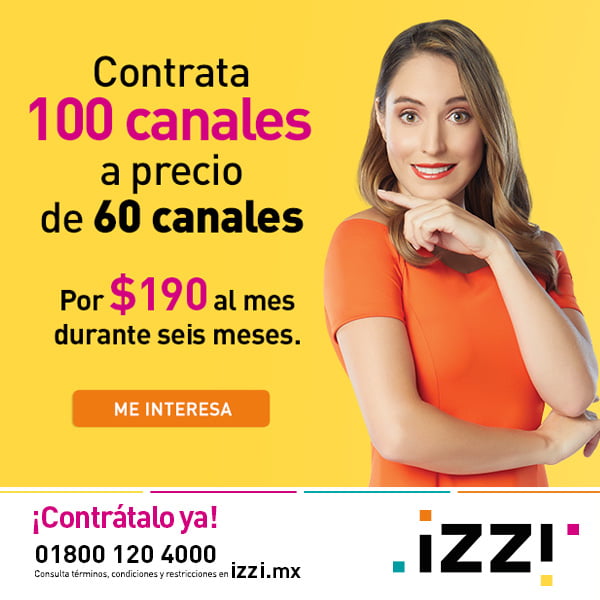 Contrata
100 canales
a precio
de 60 canales
Por $190 al mes
durante seis meses.
ME INTERESA
¡Contrátalo ya!
01800 120 4000
Consulta términos, condiciones y restricciones en izzi.mx
izzi